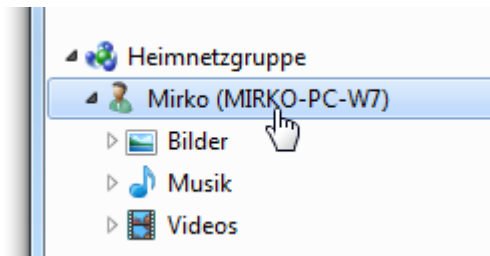 Heimnetzgruppe
Mirko (MIRKO-PC-W7)
Bilder
Musik
Videos